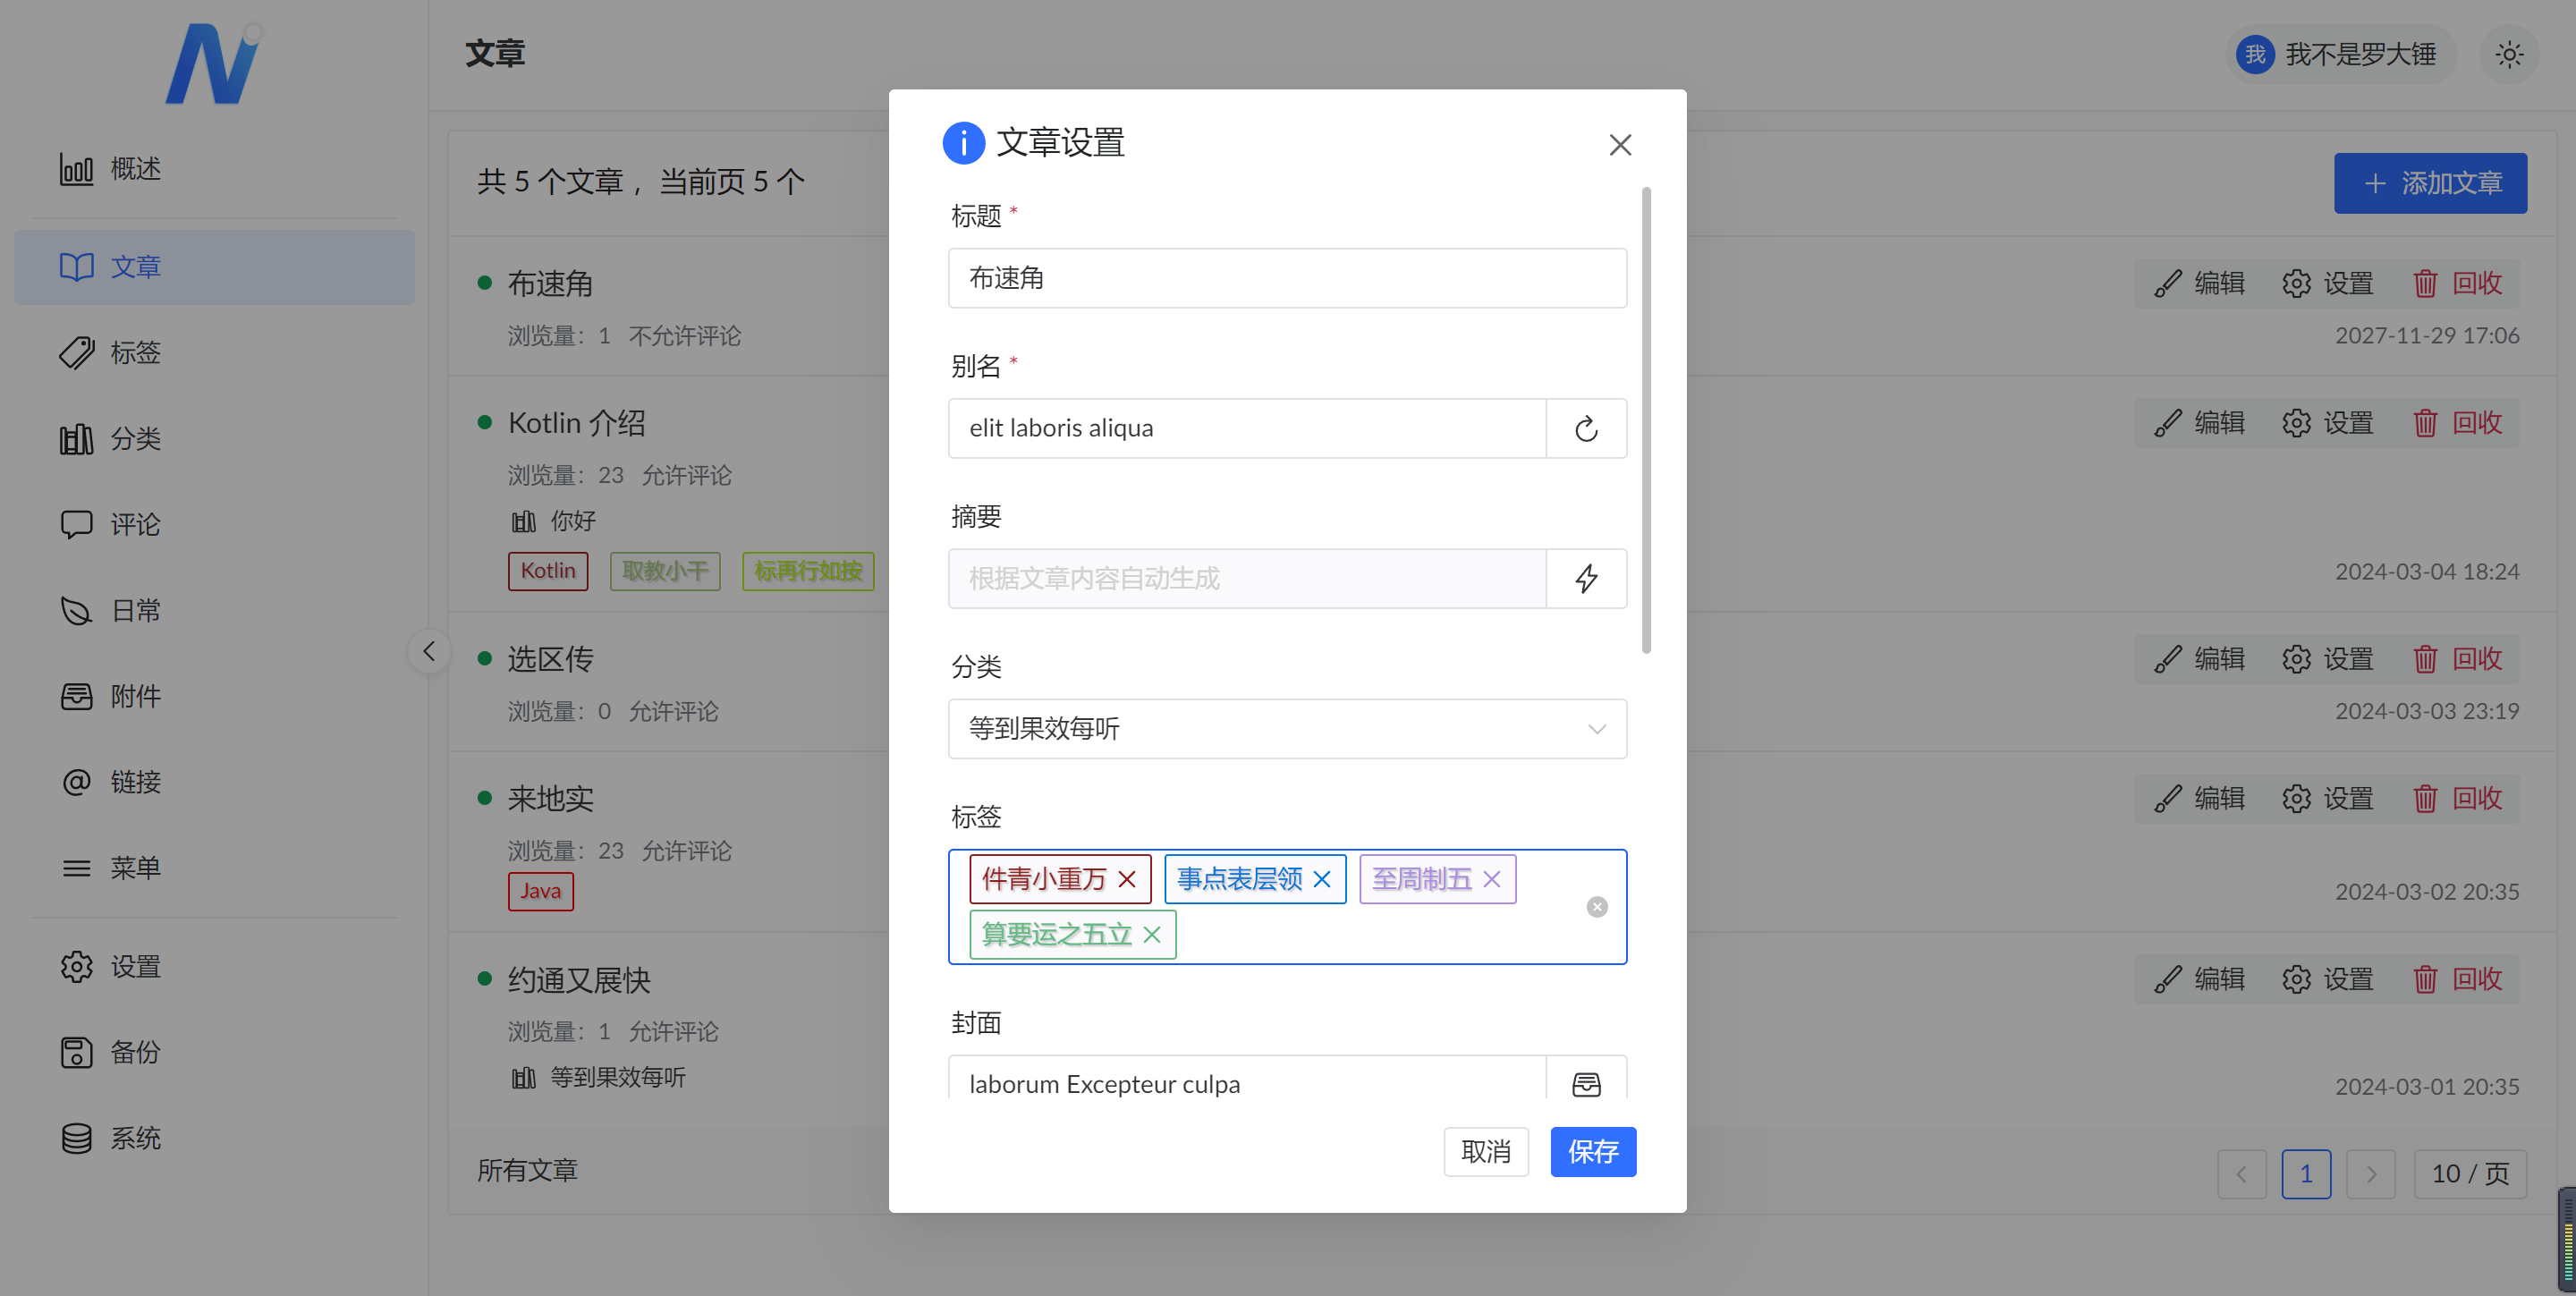 概述
文章
标签
分类
评论
日常
附件
链接
菜单
设置
备份
系统
文章
我 我不是罗大锤
共 5 个文章 ，当前页 5 个
添加文章
布速角
编辑 设置 回收
浏览量：1 不允许评论
2027-11-29 17:06
Kotlin 介绍
编辑 设置 回收
浏览量：23 允许评论
你好
Kotlin 取教小干 标再行如按
2024-03-04 18:24
选区传
编辑 设置 回收
浏览量：0 允许评论
2024-03-03 23:19
来地实
编辑 设置 回收
浏览量：23 允许评论
Java
2024-03-02 20:35
约通又展快
编辑 设置 回收
浏览量：1 允许评论
等到果效每听
2024-03-01 20:35
所有文章
1
10 / 页
文章设置
标题 *
布速角
别名 *
elit laboris aliqua
摘要
根据文章内容自动生成
分类
等到果效每听
标签
件青小重万 事点表层领 至周制五
算要运之五立
封面
laborum Excepteur culpa
取消 保存